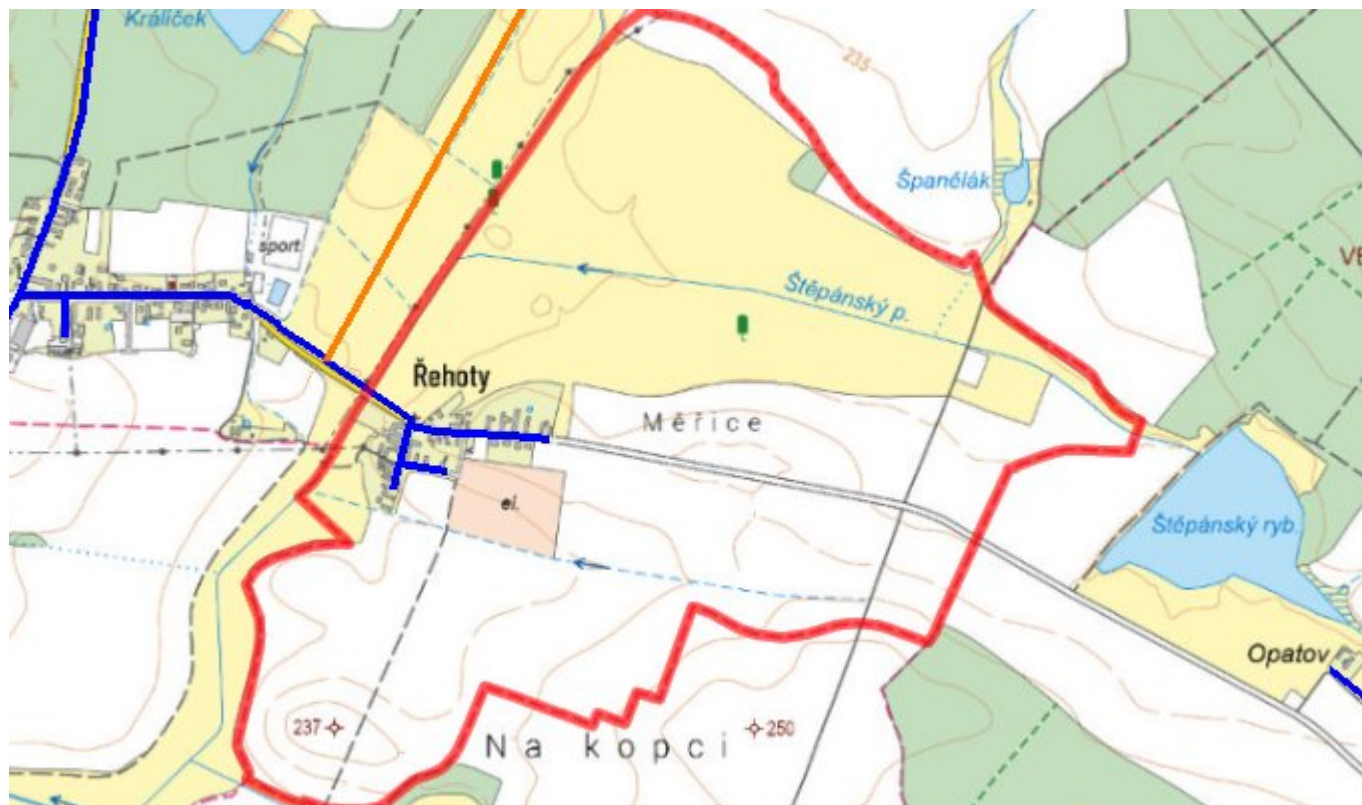 Králíček
235
Španělák
VE
sport.
Štěpánský p.
Řehoty
Měřice
el.
Štěpánský ryb.
Opatov
237
250
Na kopci